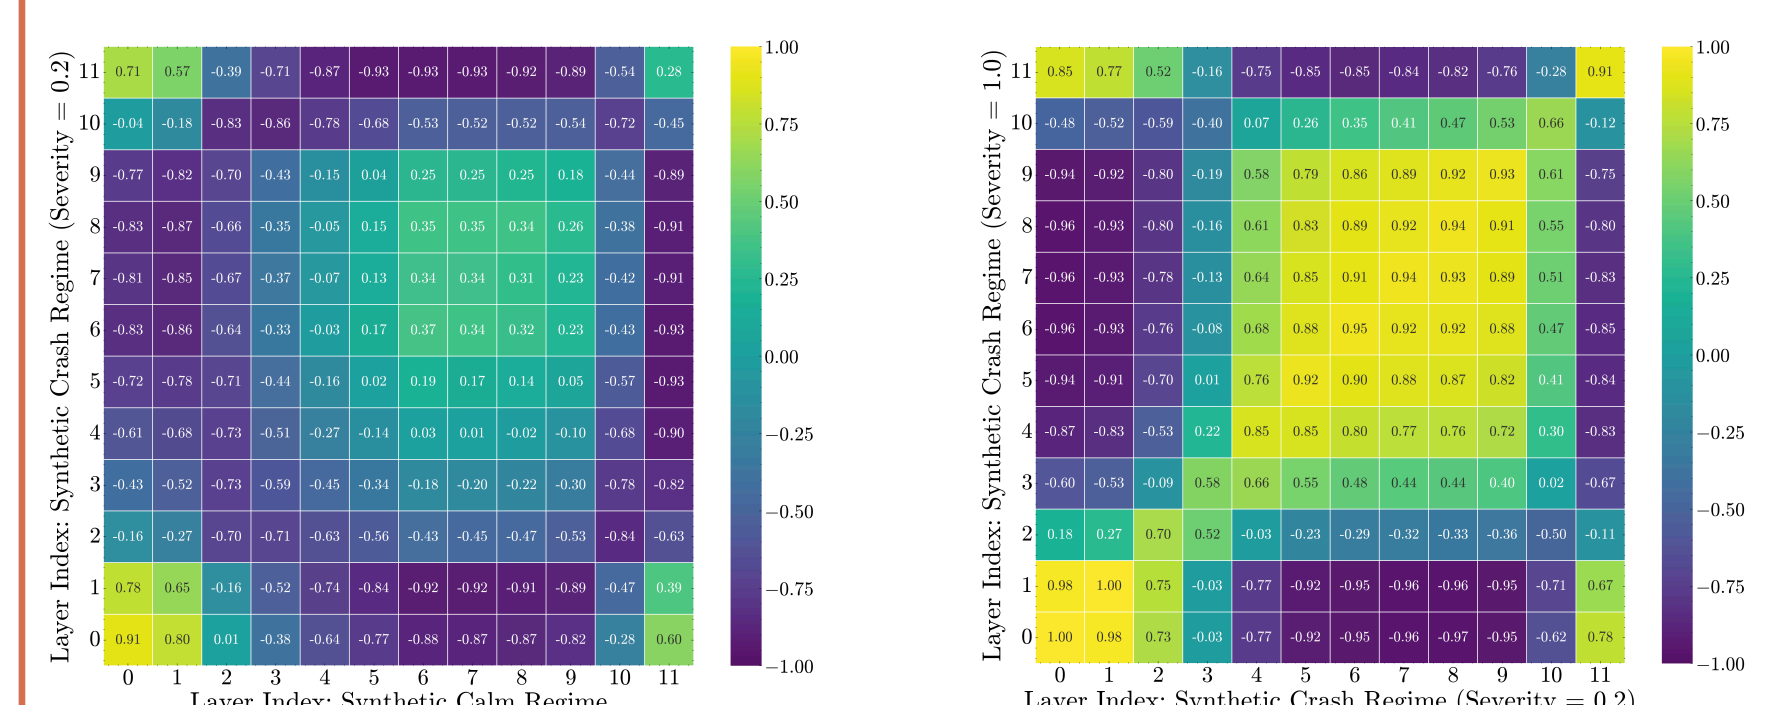 Layer Index: Synthetic Crash Regime (Severity = 0.2)
11 0.71 0.57 -0.39 -0.71 -0.87 -0.93 -0.93 -0.93 -0.92 -0.89 -0.54 0.28
10 -0.04 -0.18 -0.83 -0.86 -0.78 -0.68 -0.53 -0.52 -0.52 -0.54 -0.72 -0.45
9 -0.77 -0.82 -0.70 -0.43 -0.15 0.04 0.25 0.25 0.25 0.18 -0.44 -0.89
8 -0.83 -0.87 -0.66 -0.35 -0.05 0.15 0.35 0.35 0.34 0.26 -0.38 -0.91
7 -0.81 -0.85 -0.67 -0.37 -0.07 0.13 0.34 0.34 0.31 0.23 -0.42 -0.91
6 -0.83 -0.86 -0.64 -0.33 -0.03 0.17 0.37 0.34 0.32 0.23 -0.43 -0.93
5 -0.72 -0.78 -0.71 -0.44 -0.16 0.02 0.19 0.17 0.14 0.05 -0.57 -0.93
4 -0.61 -0.68 -0.73 -0.51 -0.27 -0.14 0.03 0.01 -0.02 -0.10 -0.68 -0.90
3 -0.43 -0.52 -0.73 -0.59 -0.45 -0.34 -0.18 -0.20 -0.22 -0.30 -0.78 -0.82
2 -0.16 -0.27 -0.70 -0.71 -0.63 -0.56 -0.43 -0.45 -0.47 -0.53 -0.84 -0.63
1 0.78 0.65 -0.16 -0.52 -0.74 -0.84 -0.92 -0.92 -0.91 -0.89 -0.47 0.39
0 0.91 0.80 0.01 -0.38 -0.64 -0.77 -0.88 -0.87 -0.87 -0.82 -0.28 0.60
0 1 2 3 4 5 6 7 8 9 10 11
Layer Index: Synthetic Calm Regime
1.00
0.75
0.50
0.25
0.00
−0.25
−0.50
−0.75
−1.00
Layer Index: Synthetic Crash Regime (Severity = 1.0)
11 0.85 0.77 0.52 -0.16 -0.75 -0.85 -0.85 -0.84 -0.82 -0.76 -0.28 0.91
10 -0.48 -0.52 -0.59 -0.40 0.07 0.26 0.35 0.41 0.47 0.53 0.66 -0.12
9 -0.94 -0.92 -0.80 -0.19 0.58 0.79 0.86 0.89 0.92 0.93 0.61 -0.75
8 -0.96 -0.93 -0.80 -0.16 0.61 0.83 0.89 0.92 0.94 0.91 0.55 -0.80
7 -0.96 -0.93 -0.78 -0.13 0.64 0.85 0.91 0.94 0.93 0.89 0.51 -0.83
6 -0.96 -0.93 -0.76 -0.08 0.68 0.88 0.95 0.92 0.92 0.88 0.47 -0.85
5 -0.94 -0.91 -0.70 0.01 0.76 0.92 0.90 0.88 0.87 0.82 0.41 -0.84
4 -0.87 -0.83 -0.53 0.22 0.85 0.85 0.80 0.77 0.76 0.72 0.30 -0.83
3 -0.60 -0.53 -0.09 0.58 0.66 0.55 0.48 0.44 0.44 0.40 0.02 -0.67
2 0.18 0.27 0.70 0.52 -0.03 -0.23 -0.29 -0.32 -0.33 -0.36 -0.50 -0.11
1 0.98 1.00 0.75 -0.03 -0.77 -0.92 -0.95 -0.96 -0.96 -0.95 -0.71 0.67
0 1.00 0.98 0.73 -0.03 -0.77 -0.92 -0.95 -0.96 -0.97 -0.95 -0.62 0.78
0 1 2 3 4 5 6 7 8 9 10 11
Layer Index: Synthetic Crash Regime (Severity = 0.2)
1.00
0.75
0.50
0.25
0.00
−0.25
−0.50
−0.75
−1.00